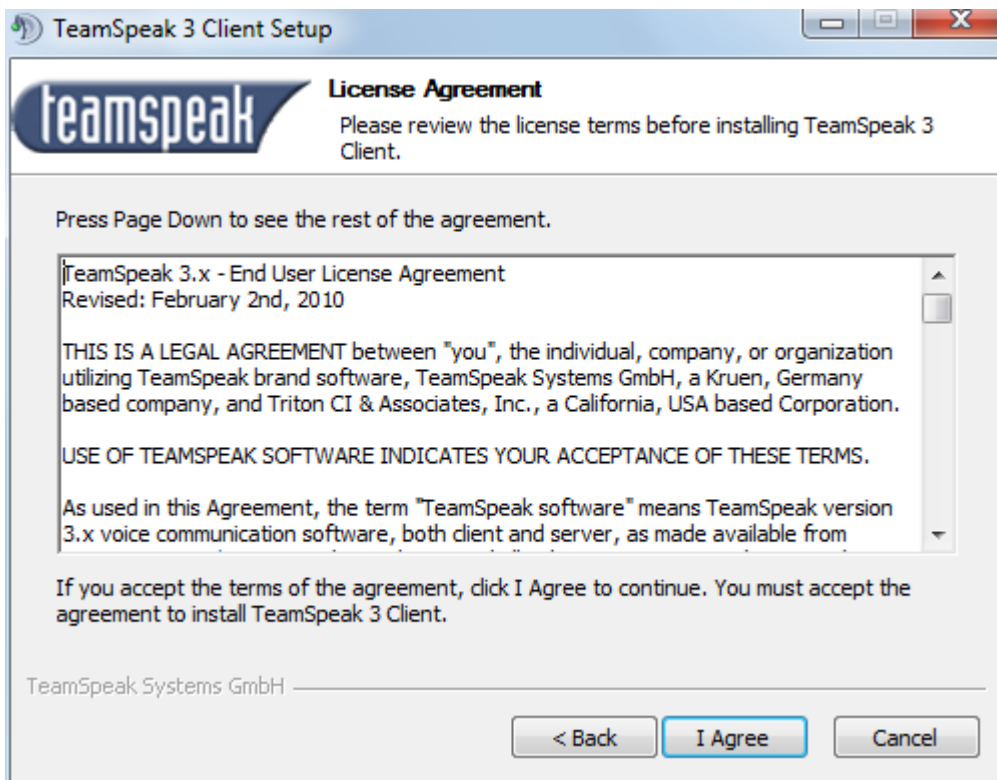 TeamSpeak 3 Client Setup
teamspeak
License Agreement
Please review the license terms before installing TeamSpeak 3
Client.
Press Page Down to see the rest of the agreement.
TeamSpeak 3.x - End User License Agreement
Revised: February 2nd, 2010
THIS IS A LEGAL AGREEMENT between "you", the individual, company, or organization
utilizing TeamSpeak brand software, TeamSpeak Systems GmbH, a Kruen, Germany
based company, and Triton CI & Associates, Inc., a California, USA based Corporation.
USE OF TEAMSPEAK SOFTWARE INDICATES YOUR ACCEPTANCE OF THESE TERMS.
As used in this Agreement, the term "TeamSpeak software" means TeamSpeak version
3.x voice communication software, both client and server, as made available from
If you accept the terms of the agreement, click I Agree to continue. You must accept the
agreement to install TeamSpeak 3 Client.
TeamSpeak Systems GmbH
< Back
I Agree
Cancel